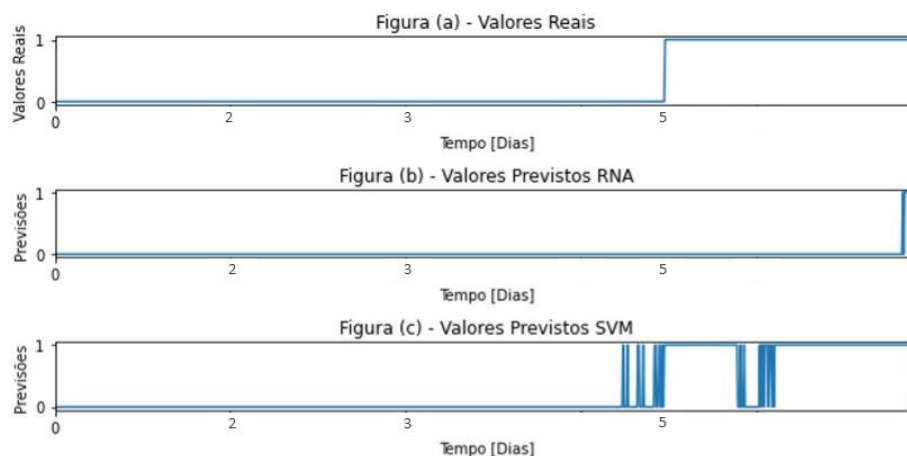 Figura (a) - Valores Reais
Valores Reais
1
0
0 2 3 5
Tempo [Dias]
Figura (b) - Valores Previstos RNA
Previsões
1
0
0 2 3 5
Tempo [Dias]
Figura (c) - Valores Previstos SVM
Previsões
1
0
0 2 3 5
Tempo [Dias]